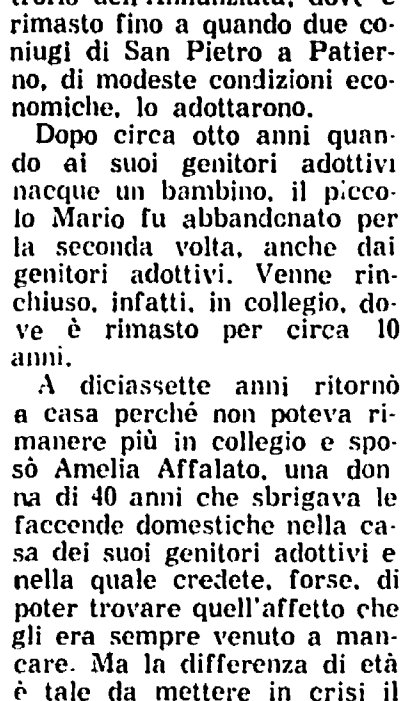 dell'Annunziata, dove è
rimasto fino a quando due co-
niugi di San Pietro a Patier-
no, di modeste condizioni eco-
nomiche, lo adottarono.
Dopo circa otto anni quan-
do ai suoi genitori adottivi
nacque un bambino, il picco-
lo Mario fu abbandonato per
la seconda volta, anche dai
genitori adottivi. Venne rin-
chiuso, infatti, in collegio, do-
ve è rimasto per circa 10
anni.
A diciassette anni ritornò
a casa perché non poteva ri-
manere più in collegio e spo-
sò Amelia Affalato, una don
na di 40 anni che sbrigava le
faccende domestiche nella ca-
sa dei suoi genitori adottivi e
nella quale credete, forse, di
poter trovare quell'affetto che
gli era sempre venuto a man-
care. Ma la differenza di età
è tale da mettere in crisi il